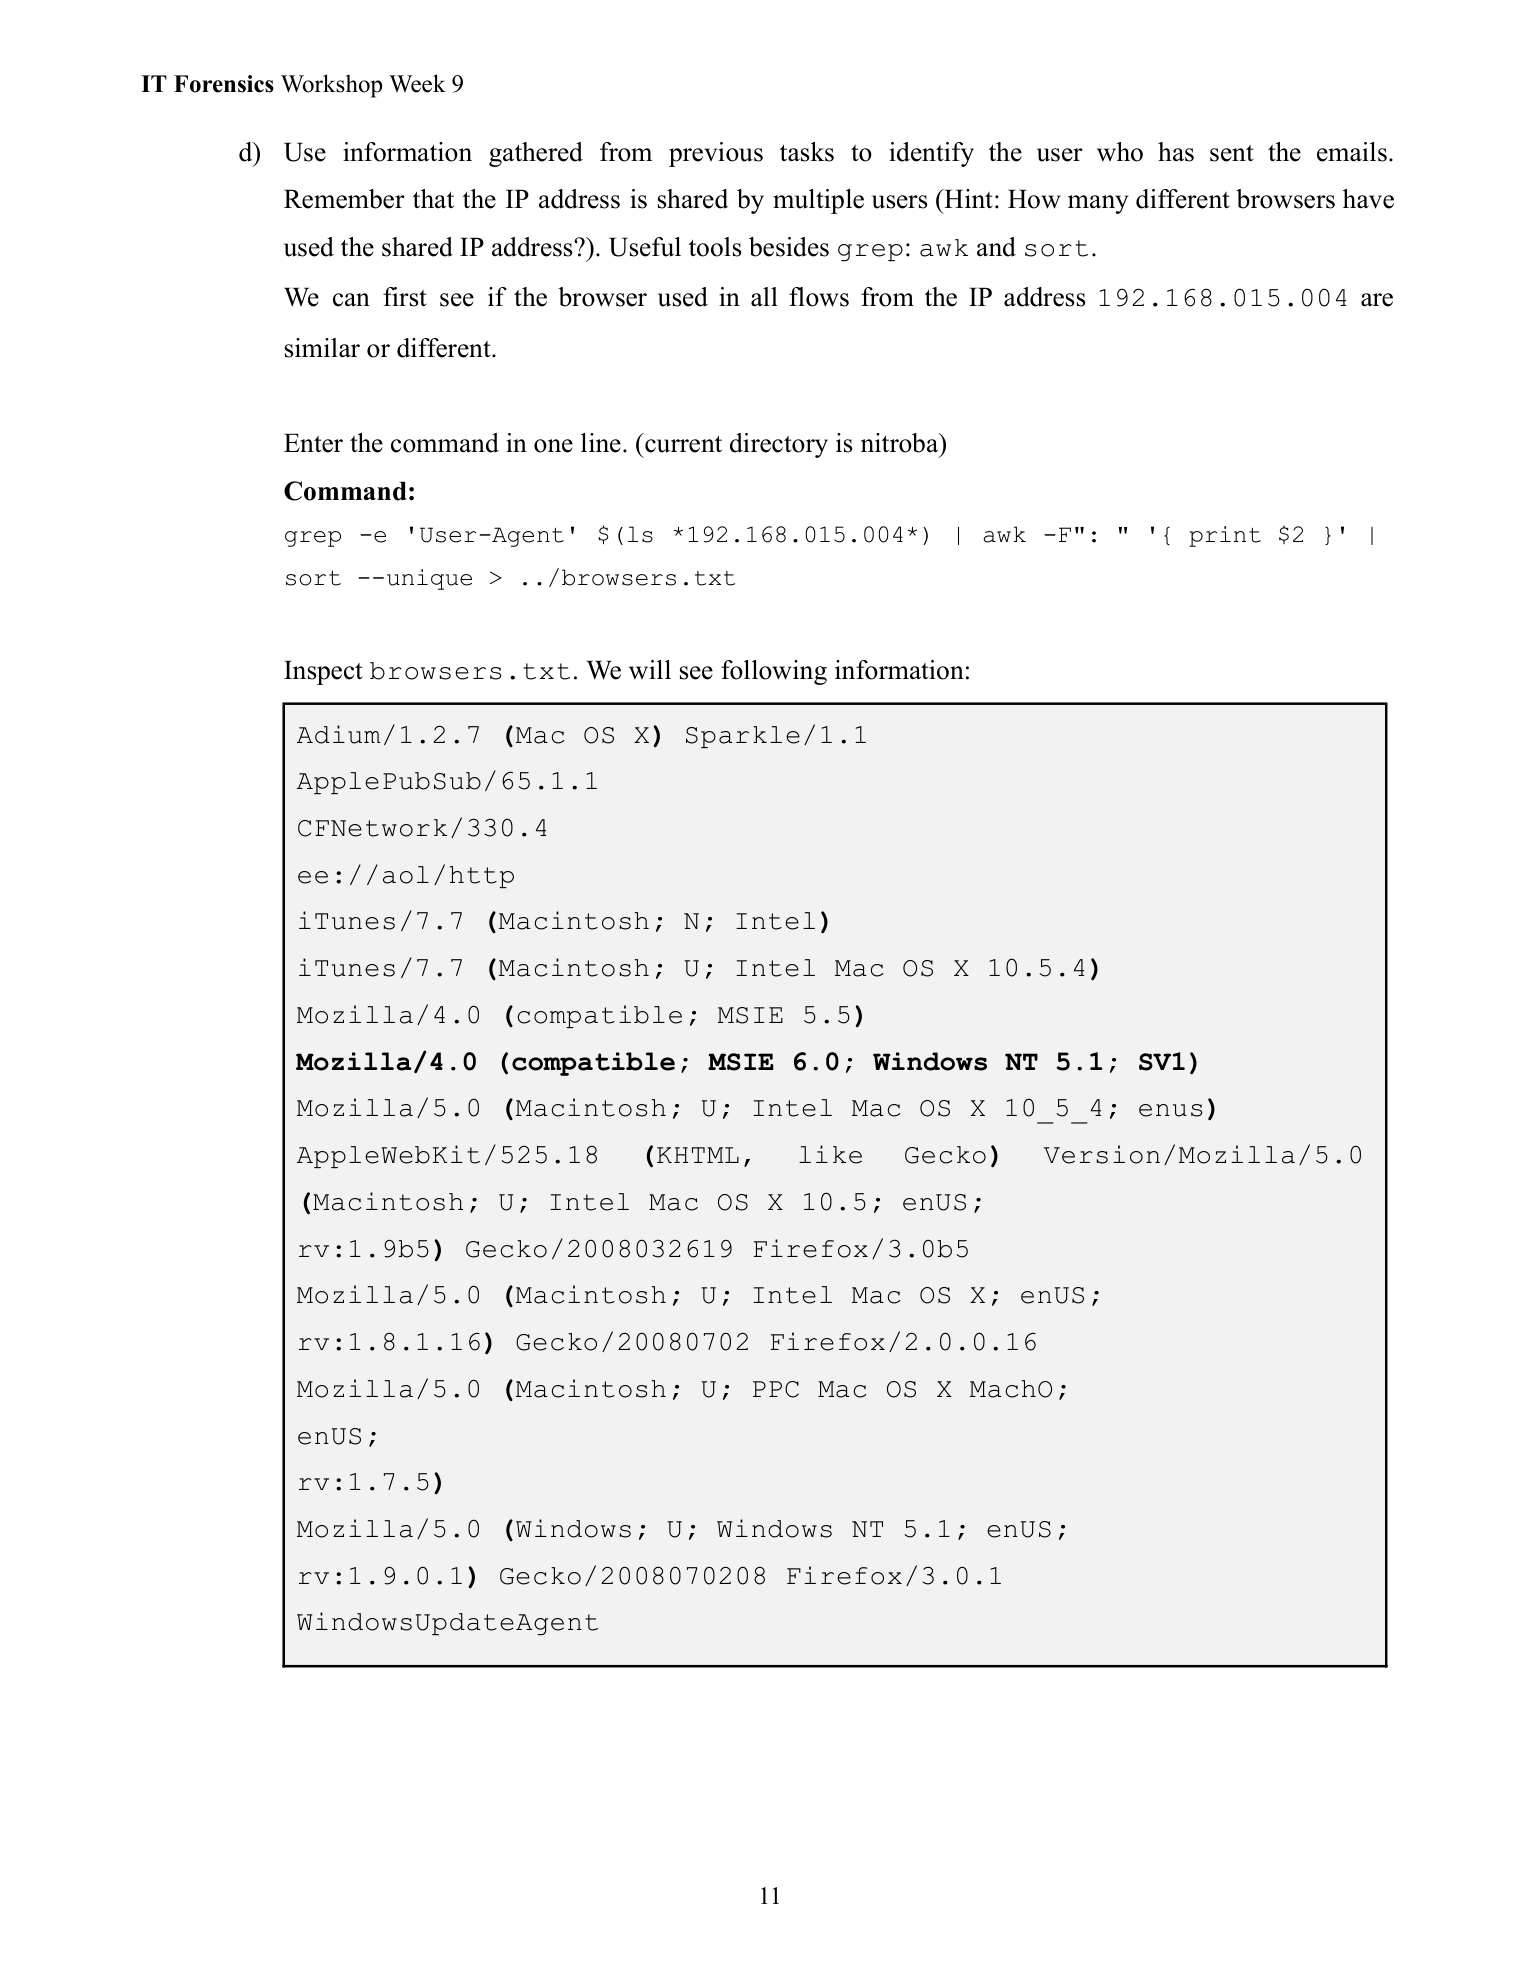 IT Forensics Workshop Week 9
d) Use information gathered from previous tasks to identify the user who has sent the emails.
Remember that the IP address is shared by multiple users (Hint: How many different browsers have
used the shared IP address?). Useful tools besides grep: awk and sort.
We can first see if the browser used in all flows from the IP address 192.168.015.004 are
similar or different.
Enter the command in one line. (current directory is nitroba)
Command:
grep -e 'User-Agent' $(ls *192.168.015.004*) | awk -F": " '{ print $2 }' |
sort --unique > ../browsers.txt
Inspect browsers.txt. We will see following information:
Adium/1.2.7 (Mac OS X) Sparkle/1.1
ApplePubSub/65.1.1
CFNetwork/330.4
ee://aol/http
iTunes/7.7 (Macintosh; N; Intel)
iTunes/7.7 (Macintosh; U; Intel Mac OS X 10.5.4)
Mozilla/4.0 (compatible; MSIE 5.5)
Mozilla/4.0 (compatible; MSIE 6.0; Windows NT 5.1; SV1)
Mozilla/5.0 (Macintosh; U; Intel Mac OS X 10_5_4; enus)
AppleWebKit/525.18 (KHTML, like Gecko) Version/Mozilla/5.0
(Macintosh; U; Intel Mac OS X 10.5; enUS;
rv:1.9b5) Gecko/2008032619 Firefox/3.0b5
Mozilla/5.0 (Macintosh; U; Intel Mac OS X; enUS;
rv:1.8.1.16) Gecko/20080702 Firefox/2.0.0.16
Mozilla/5.0 (Macintosh; U; PPC Mac OS X MachO;
enUS;
rv:1.7.5)
Mozilla/5.0 (Windows; U; Windows NT 5.1; enUS;
rv:1.9.0.1) Gecko/2008070208 Firefox/3.0.1
WindowsUpdateAgent
11